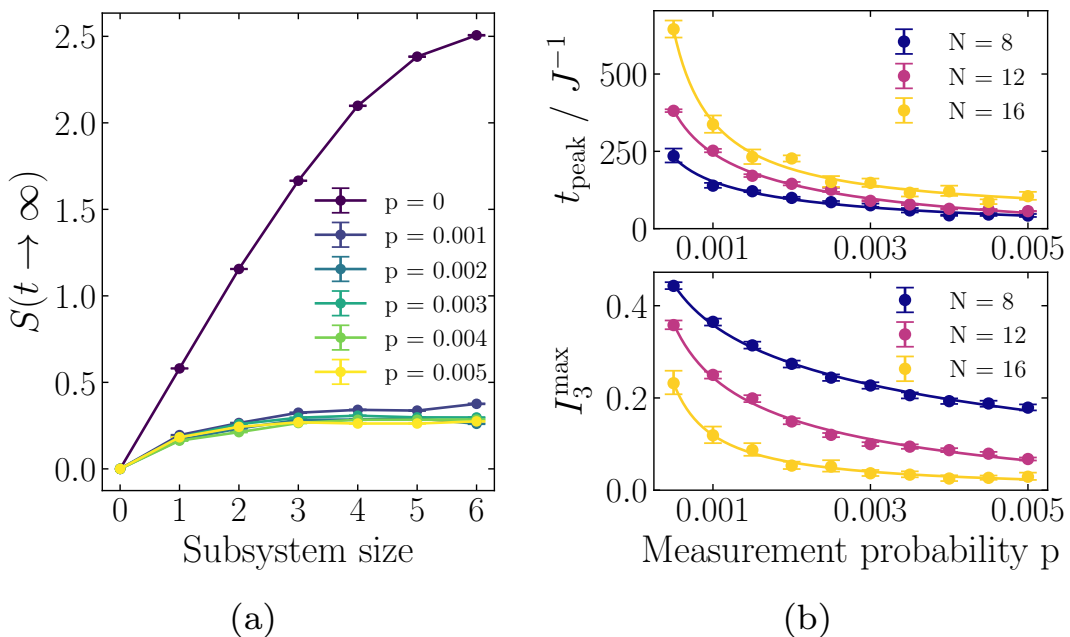 2.5
2.0
1.5
1.0
0.5
0.0
S(t → ∞)
p = 0
p = 0.001
p = 0.002
p = 0.003
p = 0.004
p = 0.005
0 1 2 3 4 5 6
Subsystem size
(a)
500
250
0
t_peak / J⁻¹
N = 8
N = 12
N = 16
0.001 0.003 0.005
0.4
0.2
0.0
I₃^max
N = 8
N = 12
N = 16
0.001 0.003 0.005
Measurement probability p
(b)